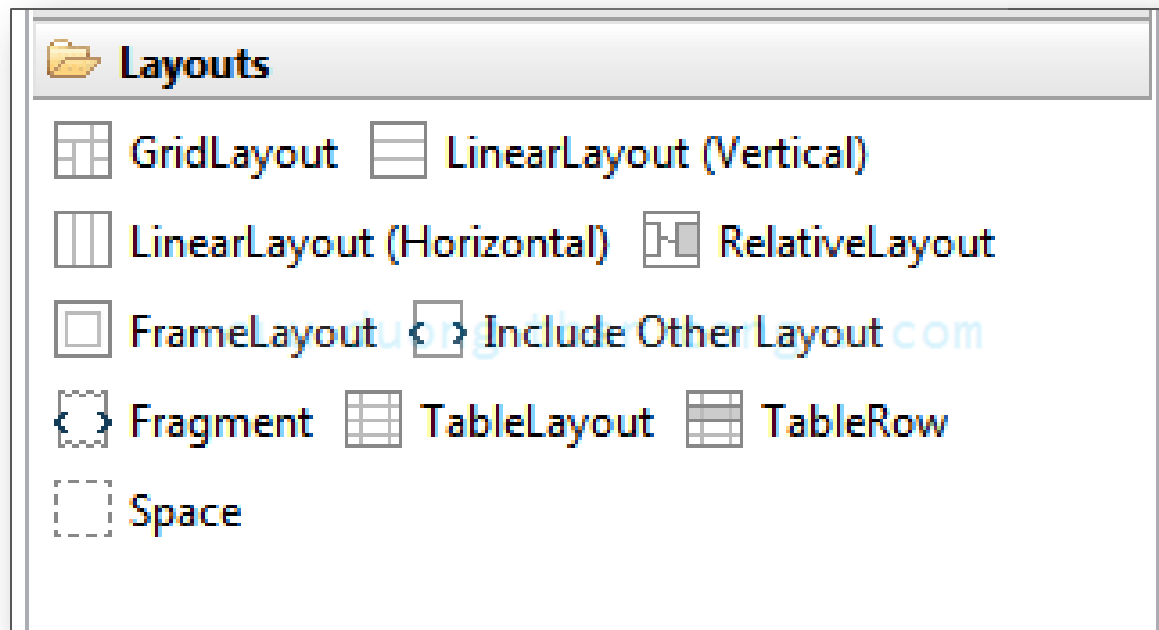 Layouts
GridLayout LinearLayout (Vertical)
LinearLayout (Horizontal) RelativeLayout
FrameLayout Include Other Layout
Fragment TableLayout TableRow
Space